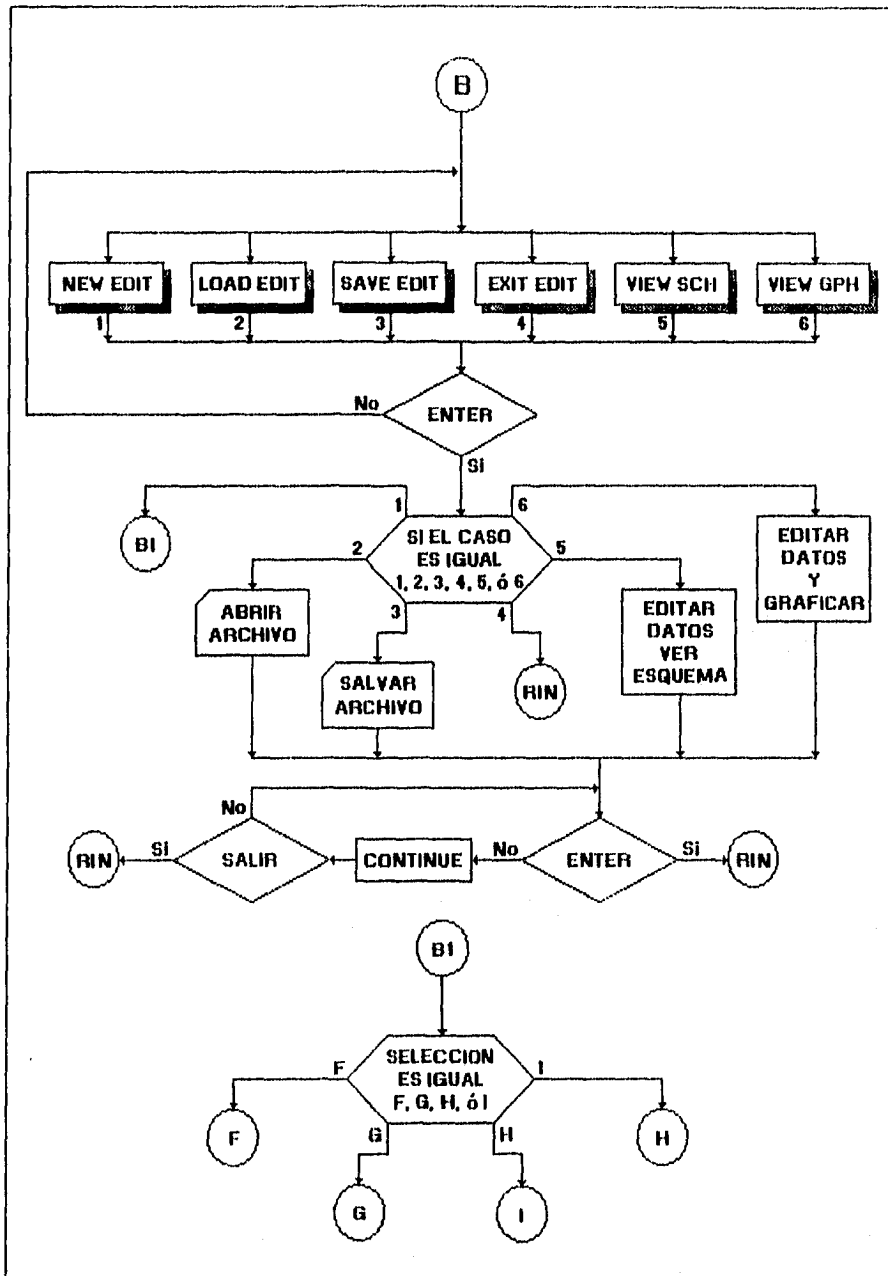 B
NEW EDIT
LOAD EDIT
SAVE EDIT
EXIT EDIT
VIEW SCH
VIEW GPH
1
2
3
4
5
6
No
ENTER
Si
1
6
B1
SI EL CASO
ES IGUAL
1, 2, 3, 4, 5, ó 6
2
5
3
4
EDITAR
DATOS
Y
GRAFICAR
ABRIR
ARCHIVO
EDITAR
DATOS
VER
ESQUEMA
SALVAR
ARCHIVO
RIN
No
RIN
Si
SALIR
CONTINUE
No
ENTER
Si
RIN
B1
SELECCION
ES IGUAL
F, G, H, ó I
F
I
G
H
F
H
G
I